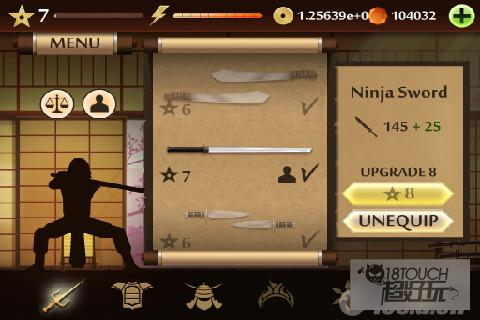 7
1.25639e+0
104032
MENU
6
7
6
Ninja Sword
145 + 25
UPGRADE 8
8
UNEQUIP
18TOUCH
超好玩